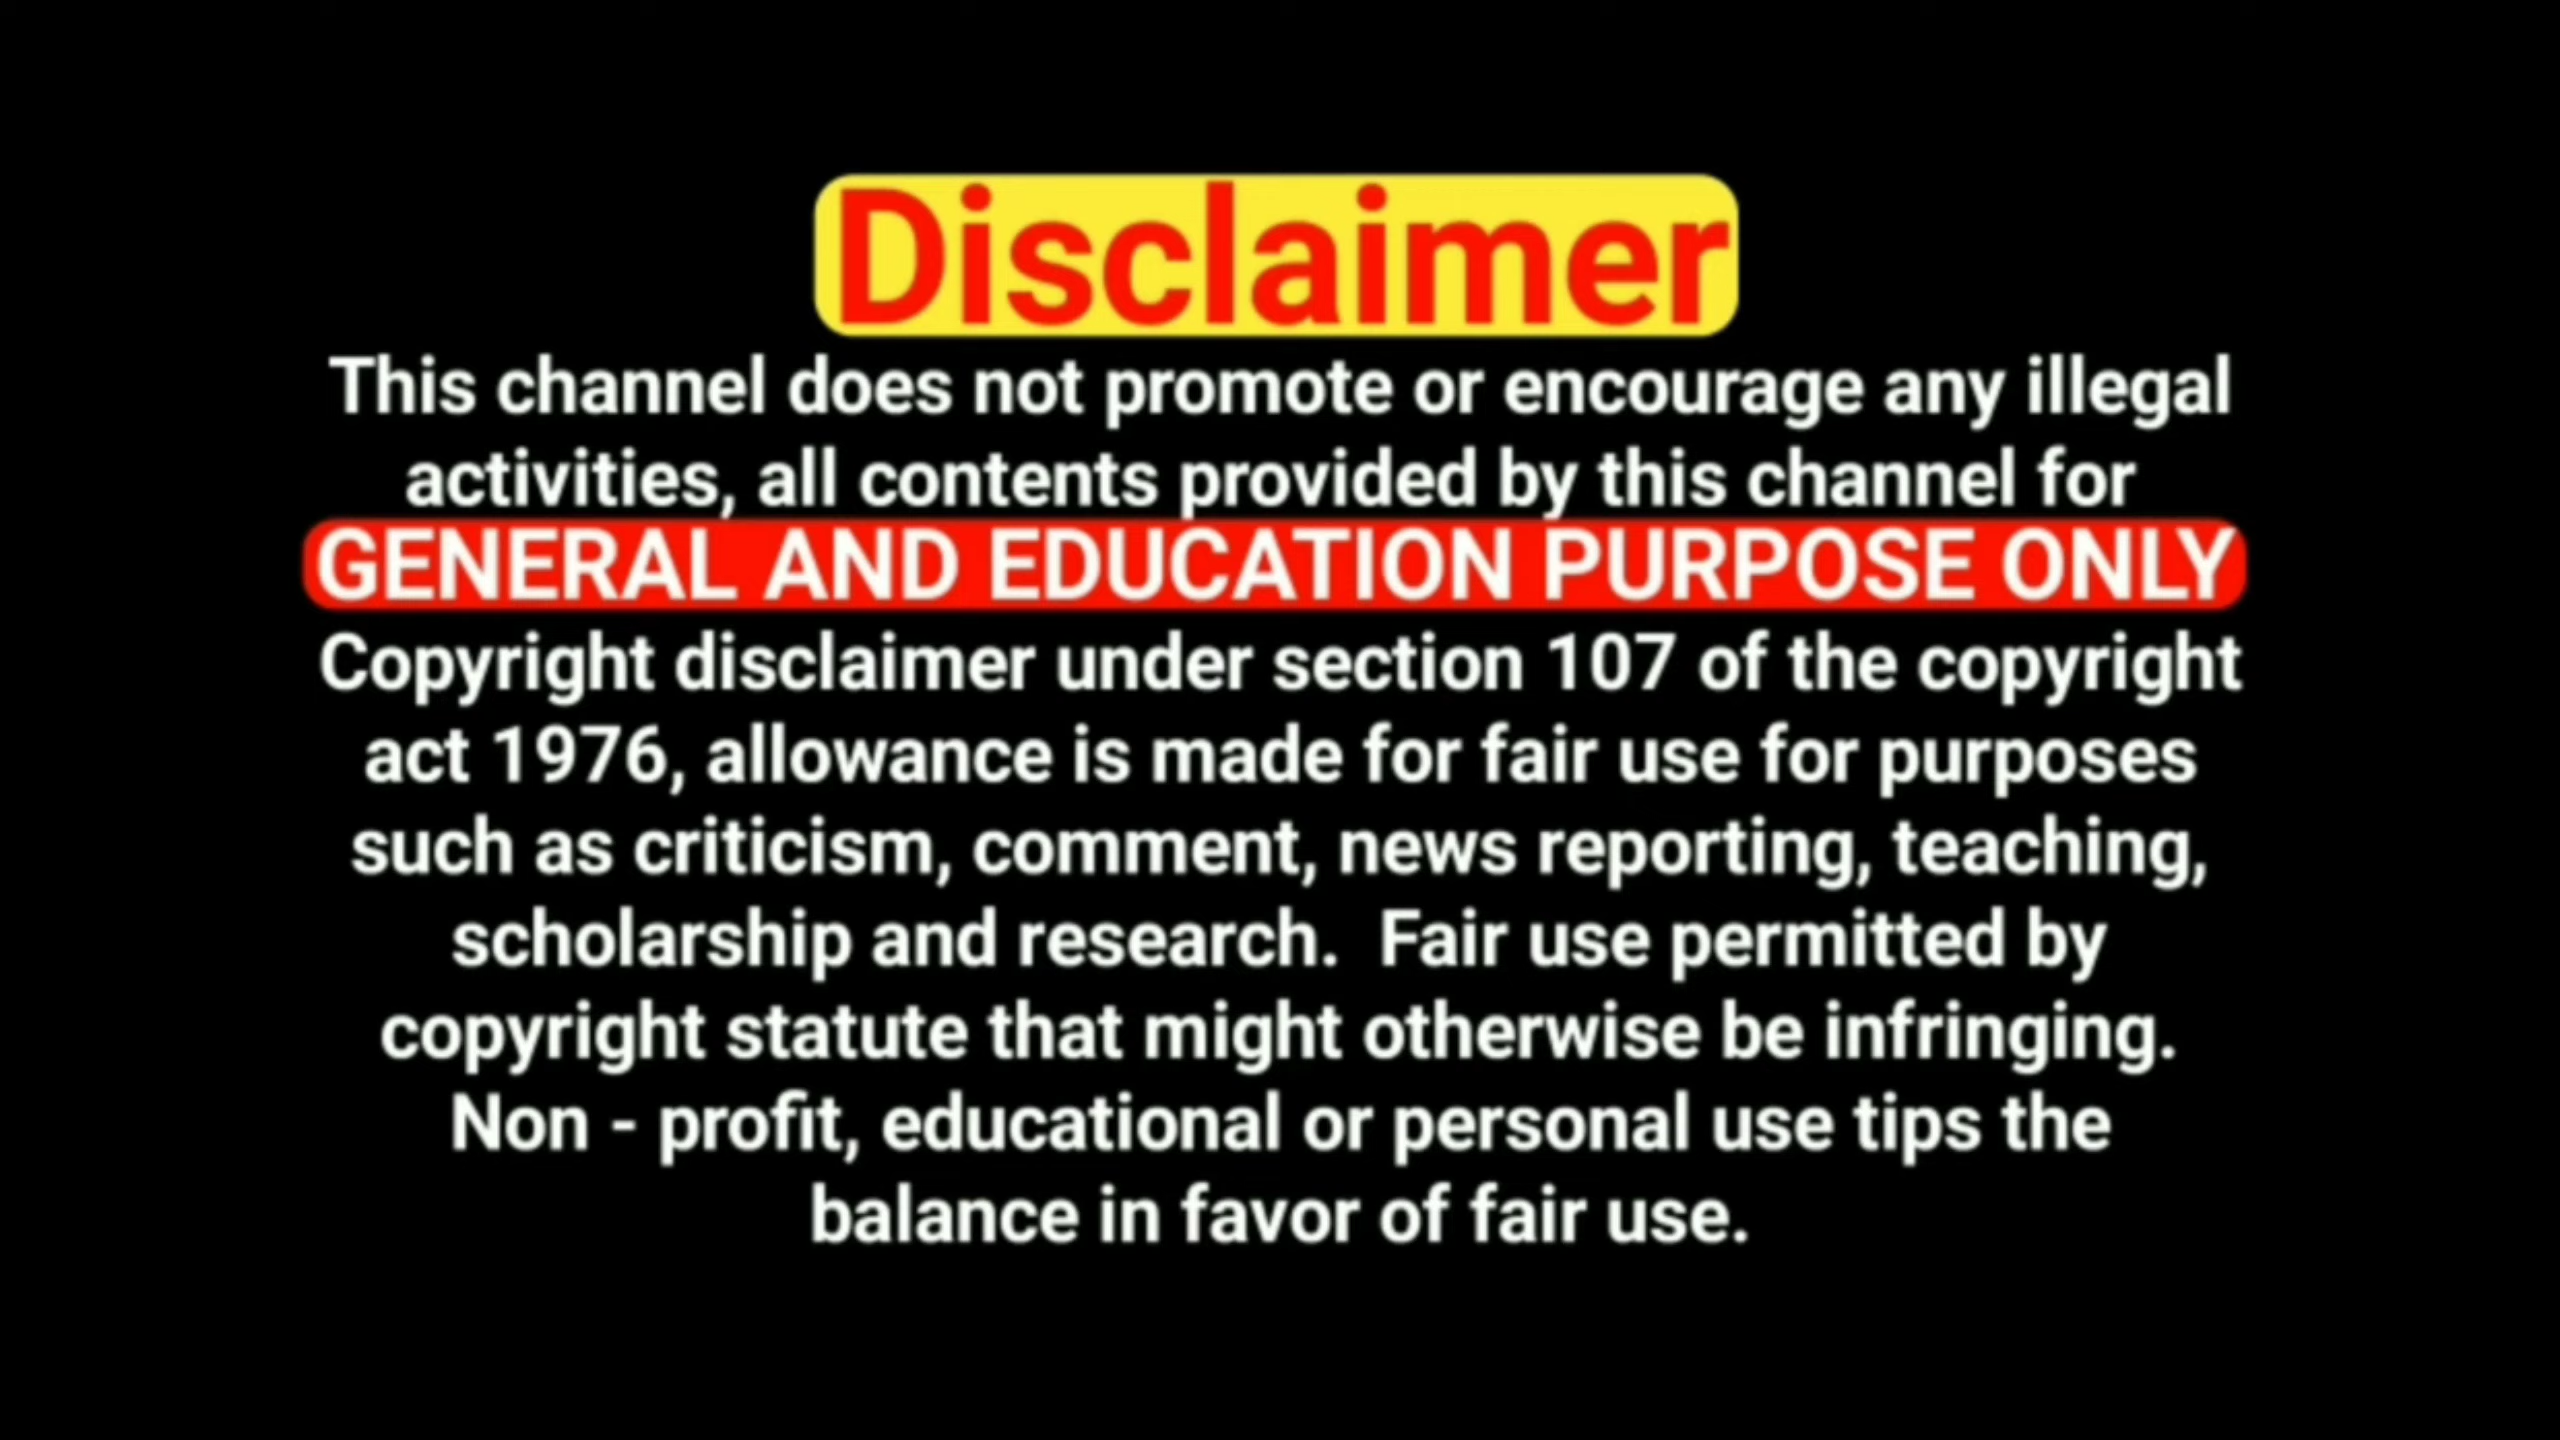 Disclaimer
This channel does not promote or encourage any illegal
activities, all contents provided by this channel for
GENERAL AND EDUCATION PURPOSE ONLY
Copyright disclaimer under section 107 of the copyright
act 1976, allowance is made for fair use for purposes
such as criticism, comment, news reporting, teaching,
scholarship and research.  Fair use permitted by
copyright statute that might otherwise be infringing.
Non - profit, educational or personal use tips the
balance in favor of fair use.